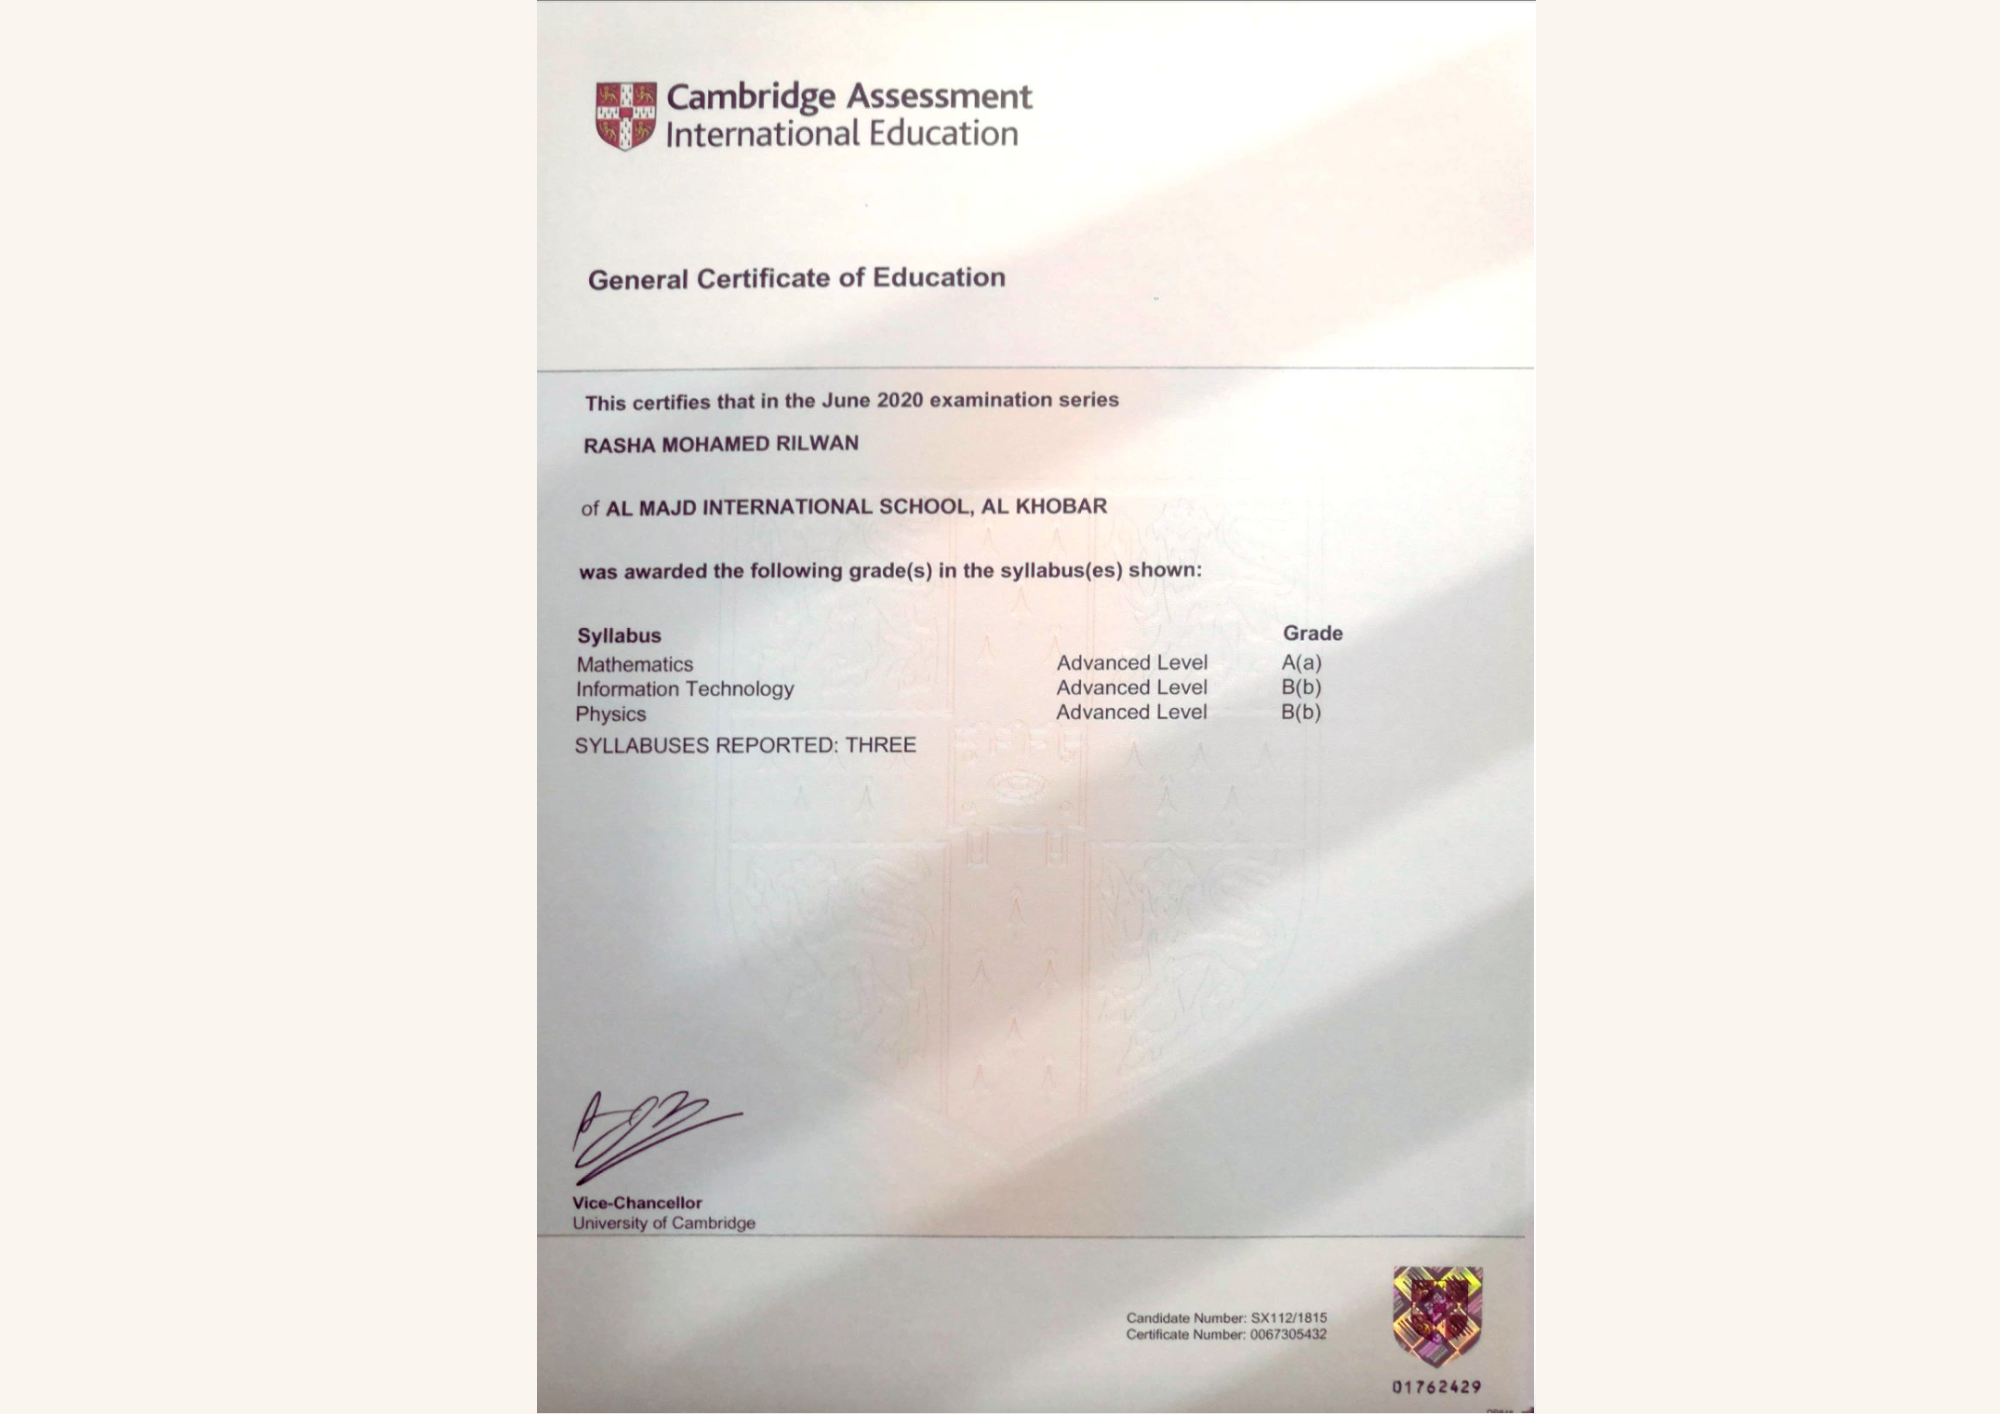 Cambridge Assessment
International Education
General Certificate of Education
This certifies that in the June 2020 examination series
RASHA MOHAMED RILWAN
of AL MAJD INTERNATIONAL SCHOOL, AL KHOBAR
was awarded the following grade(s) in the syllabus(es) shown:
Syllabus Grade
Mathematics Advanced Level A(a)
Information Technology Advanced Level B(b)
Physics Advanced Level B(b)
SYLLABUSES REPORTED: THREE
Vice-Chancellor
University of Cambridge
Candidate Number: SX112/1815
Certificate Number: 0067305432
01762429